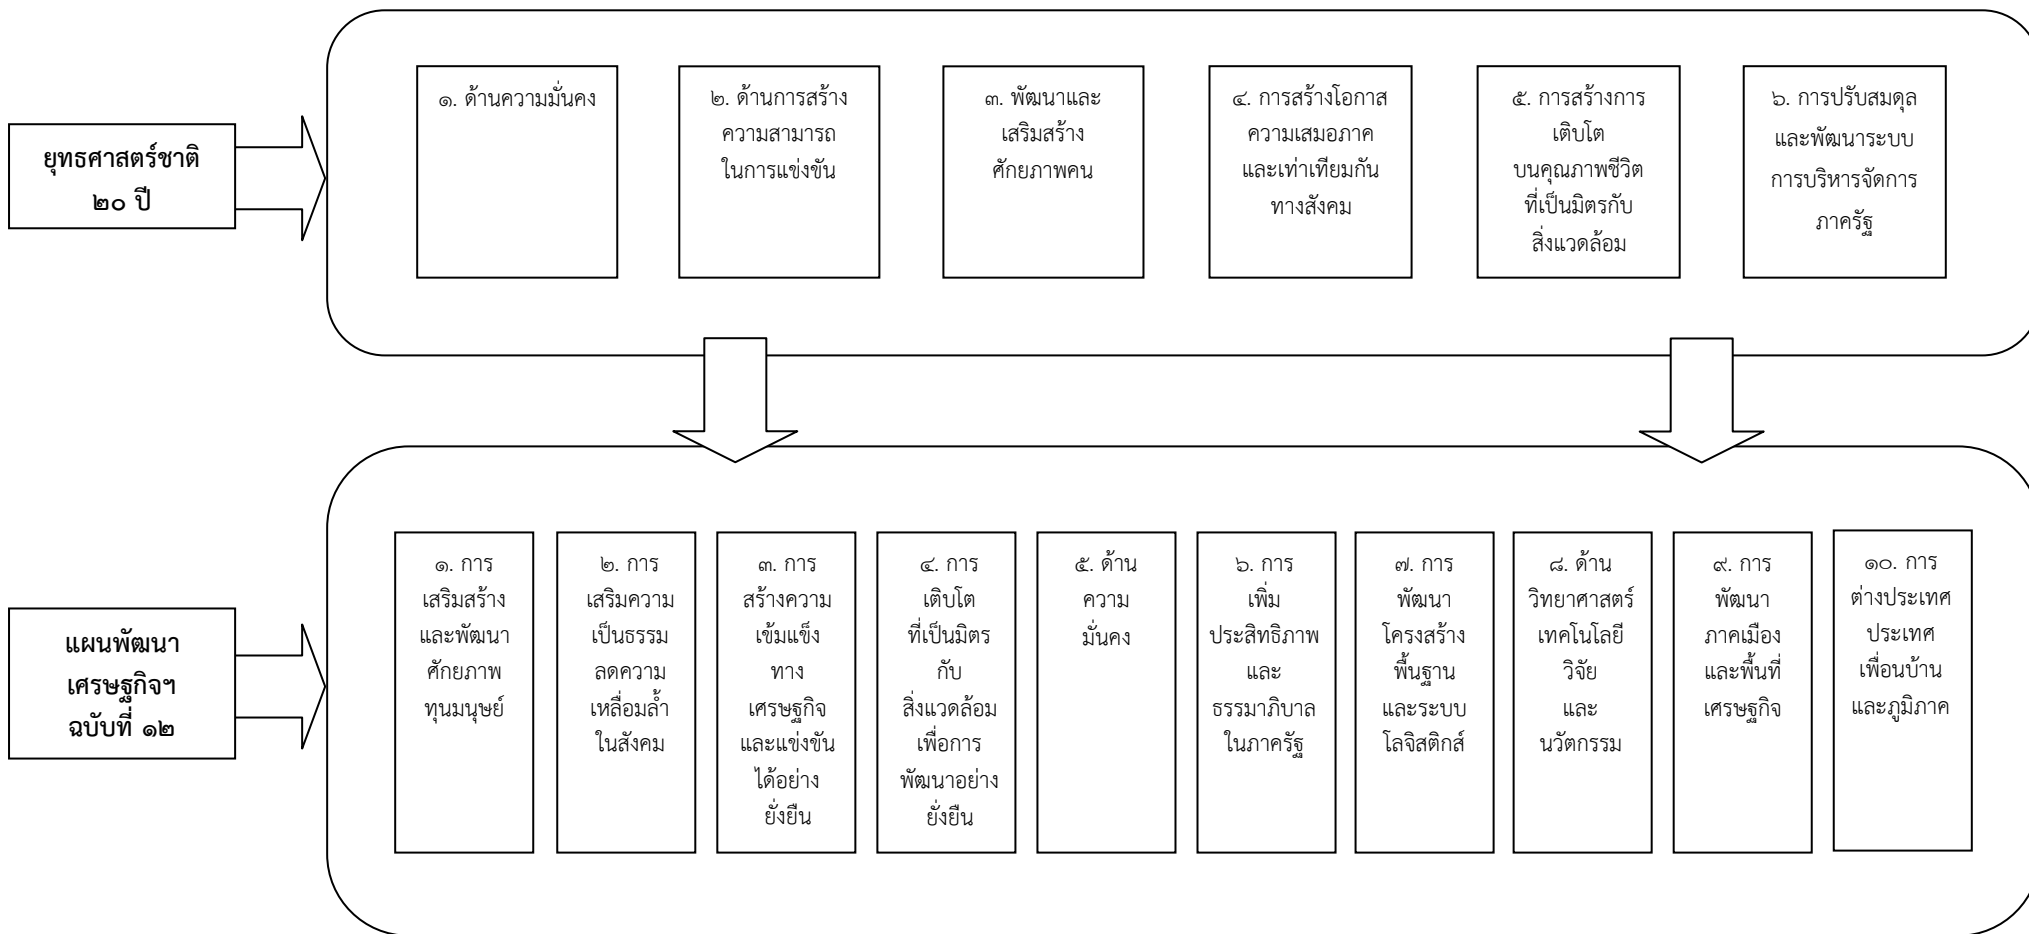 ยุทธศาสตร์ชาติ
๒๐ ปี
๑. ด้านความมั่นคง
๒. ด้านการสร้าง
ความสามารถ
ในการแข่งขัน
๓. พัฒนาและ
เสริมสร้าง
ศักยภาพคน
๔. การสร้างโอกาส
ความเสมอภาค
และเท่าเทียมกัน
ทางสังคม
๕. การสร้างการ
เติบโต
บนคุณภาพชีวิต
ที่เป็นมิตรกับ
สิ่งแวดล้อม
๖. การปรับสมดุล
และพัฒนาระบบ
การบริหารจัดการ
ภาครัฐ
แผนพัฒนา
เศรษฐกิจฯ
ฉบับที่ ๑๒
๑. การ
เสริมสร้าง
และพัฒนา
ศักยภาพ
ทุนมนุษย์
๒. การ
เสริมความ
เป็นธรรม
ลดความ
เหลื่อมล้ำ
ในสังคม
๓. การ
สร้างความ
เข้มแข็ง
ทาง
เศรษฐกิจ
และแข่งขัน
ได้อย่าง
ยั่งยืน
๔. การ
เติบโต
ที่เป็นมิตร
กับ
สิ่งแวดล้อม
เพื่อการ
พัฒนาอย่าง
ยั่งยืน
๕. ด้าน
ความ
มั่นคง
๖. การ
เพิ่ม
ประสิทธิภาพ
และ
ธรรมาภิบาล
ในภาครัฐ
๗. การ
พัฒนา
โครงสร้าง
พื้นฐาน
และระบบ
โลจิสติกส์
๘. ด้าน
วิทยาศาสตร์
เทคโนโลยี
วิจัย
และ
นวัตกรรม
๙. การ
พัฒนา
ภาคเมือง
และพื้นที่
เศรษฐกิจ
๑๐. การ
ต่างประเทศ
ประเทศ
เพื่อนบ้าน
และภูมิภาค